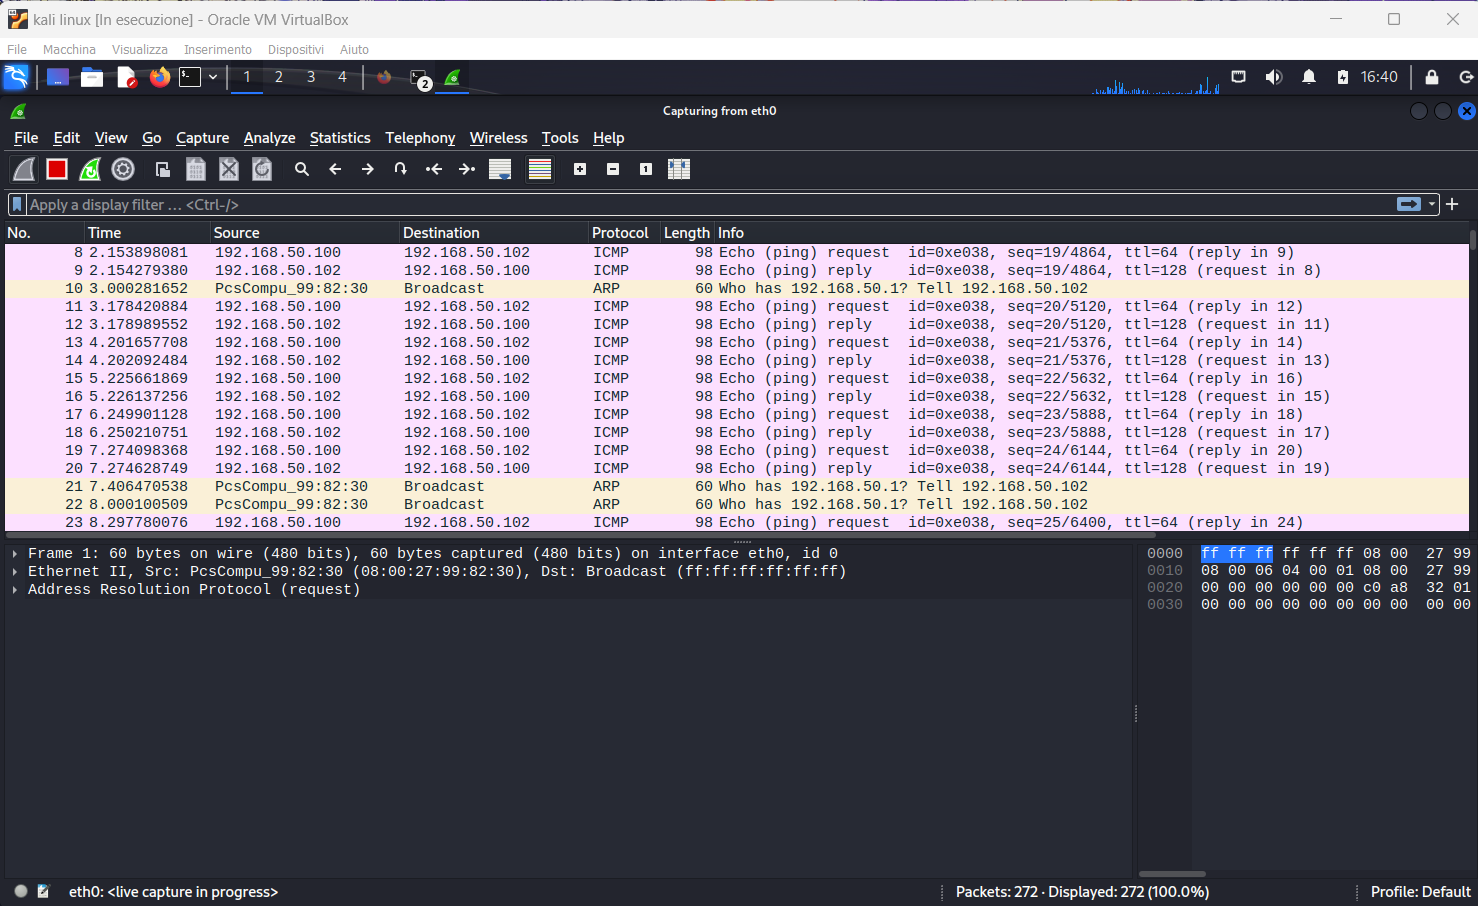 kali linux [In esecuzione] - Oracle VM VirtualBox
File Macchina Visualizza Inserimento Dispositivi Aiuto
1 2 3 4 2 16:40
Capturing from eth0
File Edit View Go Capture Analyze Statistics Telephony Wireless Tools Help
Apply a display filter … <Ctrl-/>
No. Time Source Destination Protocol Length Info
8 2.153898081 192.168.50.100 192.168.50.102 ICMP 98 Echo (ping) request id=0xe038, seq=19/4864, ttl=64 (reply in 9)
9 2.154279380 192.168.50.102 192.168.50.100 ICMP 98 Echo (ping) reply id=0xe038, seq=19/4864, ttl=128 (request in 8)
10 3.000281652 PcsCompu_99:82:30 Broadcast ARP 60 Who has 192.168.50.1? Tell 192.168.50.102
11 3.178420884 192.168.50.100 192.168.50.102 ICMP 98 Echo (ping) request id=0xe038, seq=20/5120, ttl=64 (reply in 12)
12 3.178989552 192.168.50.102 192.168.50.100 ICMP 98 Echo (ping) reply id=0xe038, seq=20/5120, ttl=128 (request in 11)
13 4.201657708 192.168.50.100 192.168.50.102 ICMP 98 Echo (ping) request id=0xe038, seq=21/5376, ttl=64 (reply in 14)
14 4.202092484 192.168.50.102 192.168.50.100 ICMP 98 Echo (ping) reply id=0xe038, seq=21/5376, ttl=128 (request in 13)
15 5.225661869 192.168.50.100 192.168.50.102 ICMP 98 Echo (ping) request id=0xe038, seq=22/5632, ttl=64 (reply in 16)
16 5.226137256 192.168.50.102 192.168.50.100 ICMP 98 Echo (ping) reply id=0xe038, seq=22/5632, ttl=128 (request in 15)
17 6.249901128 192.168.50.100 192.168.50.102 ICMP 98 Echo (ping) request id=0xe038, seq=23/5888, ttl=64 (reply in 18)
18 6.250210751 192.168.50.102 192.168.50.100 ICMP 98 Echo (ping) reply id=0xe038, seq=23/5888, ttl=128 (request in 17)
19 7.274098368 192.168.50.100 192.168.50.102 ICMP 98 Echo (ping) request id=0xe038, seq=24/6144, ttl=64 (reply in 20)
20 7.274628749 192.168.50.102 192.168.50.100 ICMP 98 Echo (ping) reply id=0xe038, seq=24/6144, ttl=128 (request in 19)
21 7.406470538 PcsCompu_99:82:30 Broadcast ARP 60 Who has 192.168.50.1? Tell 192.168.50.102
22 8.000100509 PcsCompu_99:82:30 Broadcast ARP 60 Who has 192.168.50.1? Tell 192.168.50.102
23 8.297780076 192.168.50.100 192.168.50.102 ICMP 98 Echo (ping) request id=0xe038, seq=25/6400, ttl=64 (reply in 24)
Frame 1: 60 bytes on wire (480 bits), 60 bytes captured (480 bits) on interface eth0, id 0
Ethernet II, Src: PcsCompu_99:82:30 (08:00:27:99:82:30), Dst: Broadcast (ff:ff:ff:ff:ff:ff)
Address Resolution Protocol (request)
0000 ff ff ff ff ff ff 08 00 27 99
0010 08 00 06 04 00 01 08 00 27 99
0020 00 00 00 00 00 00 c0 a8 32 01
0030 00 00 00 00 00 00 00 00 00 00
eth0: <live capture in progress>
Packets: 272 · Displayed: 272 (100.0%)
Profile: Default